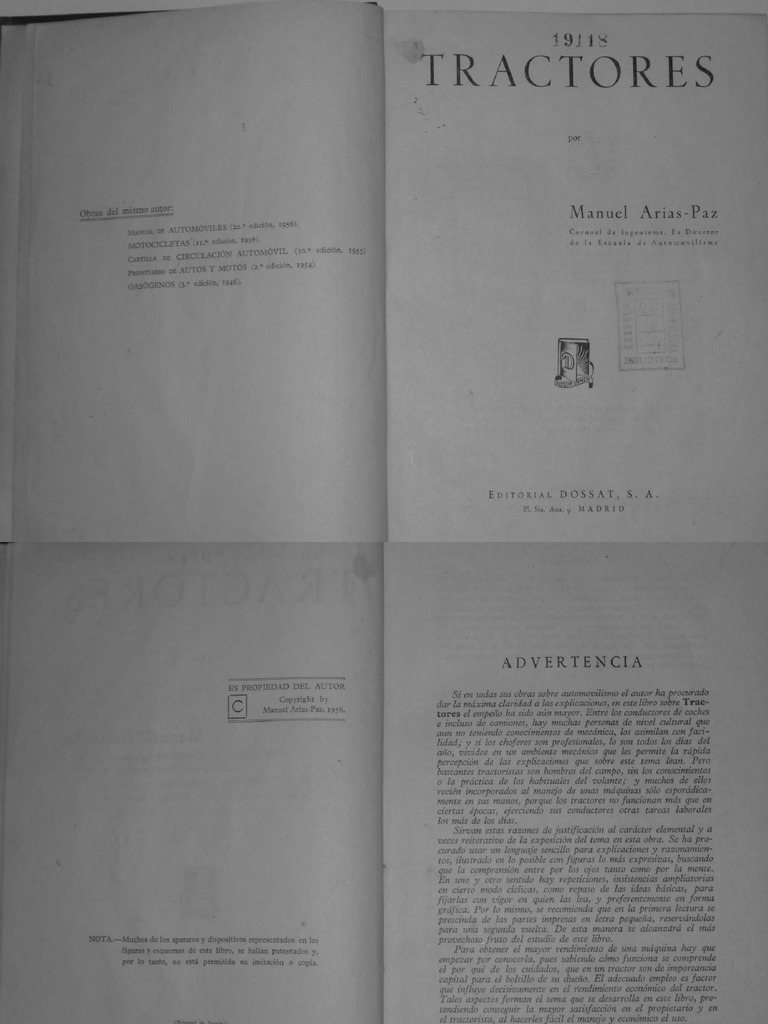 Obras del mismo autor:
MANUAL DE AUTOMÓVILES (22.ª edición, 1956).
MOTOCICLETAS (11.ª edición, 1956).
CARTILLA DE CIRCULACIÓN AUTOMÓVIL (10.ª edición, 1955)
PRONTUARIO DE AUTOS Y MOTOS (2.ª edición, 1954)
GASÓGENOS (3.ª edición, 1946).
19118
TRACTORES
por
Manuel Arias-Paz
Coronel de Ingenieros, Ex Director
de la Escuela de Automovilismo
BIBLIOTECA
EDITORIAL DOSSAT, S. A.
Pl. Sta. Ana, 9 MADRID
ES PROPIEDAD DEL AUTOR
C
Copyright by
Manuel Arias-Paz, 1956.
NOTA.—Muchos de los aparatos y dispositivos representados en las
figuras y esquemas de este libro, se hallan patentados y,
por lo tanto, no está permitida su imitación o copia.
ADVERTENCIA
Si en todas sus obras sobre automovilismo el autor ha procurado
dar la máxima claridad a las explicaciones, en este libro sobre Trac-
tores el empeño ha sido aún mayor. Entre los conductores de coches
e incluso de camiones, hay muchas personas de nivel cultural que
aun no teniendo conocimientos de mecánica, los asimilan con faci-
lidad; y si los choferes son profesionales, lo son todos los días del
año, vividos en un ambiente mecánico que les permite la rápida
percepción de las explicaciones que sobre este tema lean. Pero
bastantes tractoristas son hombres del campo, sin los conocimientos
o la práctica de los habituales del volante; y muchos de ellos
recién incorporados al manejo de unas máquinas sólo esporádica-
mente en sus manos, porque los tractores no funcionan más que en
ciertas épocas, ejerciendo sus conductores otras tareas laborales
los más de los días.
Sirvan estas razones de justificación al carácter elemental y a
veces reiterativo de la exposición del tema en esta obra. Se ha pro-
curado usar un lenguaje sencillo para explicaciones y razonamien-
tos, ilustrado en lo posible con figuras lo más expresivas, buscando
que la comprensión entre por los ojos tanto como por la mente.
En uno y otro sentido hay repeticiones, insistencias ampliatorias
en cierto modo cíclicas, como repaso de las ideas básicas, para
fijarlas con vigor en quien las lea, y preferentemente en forma
gráfica. Por lo mismo, se recomienda que en la primera lectura se
prescinda de las partes impresas en letra pequeña, reservándolas
para una segunda vuelta. De esta manera se alcanzará el más
provechoso fruto del estudio de este libro.
Para obtener el mayor rendimiento de una máquina hay que
empezar por conocerla, pues sabiendo cómo funciona se comprende
el por qué de los cuidados, que en un tractor son de importancia
capital para el bolsillo de su dueño. El adecuado empleo es factor
que influye decisivamente en el rendimiento económico del tractor.
Tales aspectos forman el tema que se desarrolla en este libro, pre-
tendiendo conseguir la mayor satisfacción en el propietario y en
el tractorista, al hacerles fácil el manejo y económico el uso.